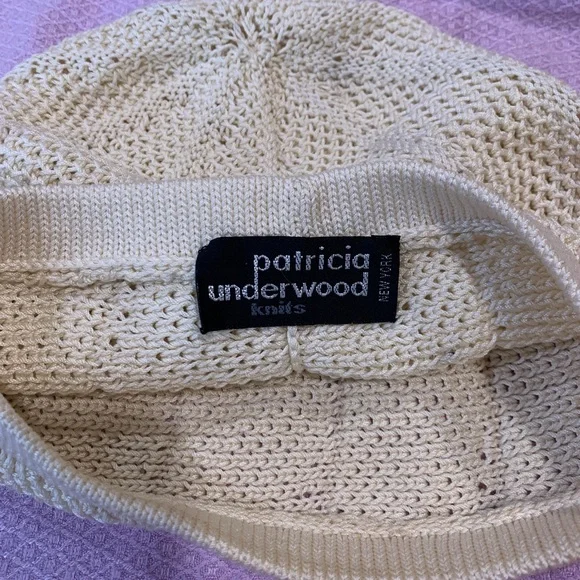 patricia
underwood
knits
NEW YORK